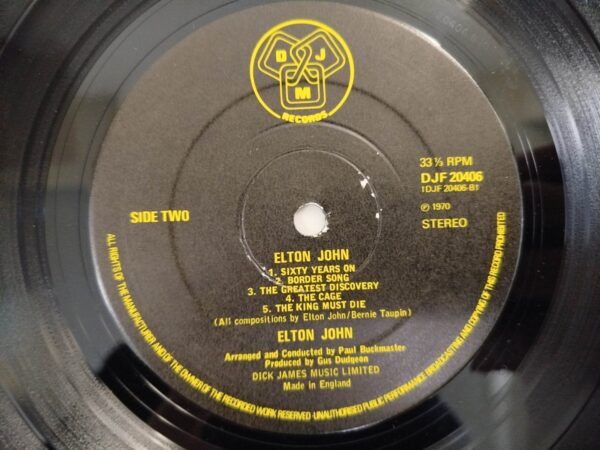 D J
M
RECORDS
33⅓ RPM
DJF 20406
1DJF 20406-B1
℗ 1970
SIDE TWO
STEREO
ELTON JOHN
1. SIXTY YEARS ON
2. BORDER SONG
3. THE GREATEST DISCOVERY
4. THE CAGE
5. THE KING MUST DIE
(All compositions by Elton John/Bernie Taupin)
ELTON JOHN
Arranged and Conducted by Paul Buckmaster
Produced by Gus Dudgeon
DICK JAMES MUSIC LIMITED
Made in England
ALL RIGHTS OF THE MANUFACTURER AND OF THE OWNER OF THE RECORDED WORK RESERVED-UNAUTHORISED PUBLIC PERFORMANCE BROADCASTING AND COPYING OF THIS RECORD PROHIBITED